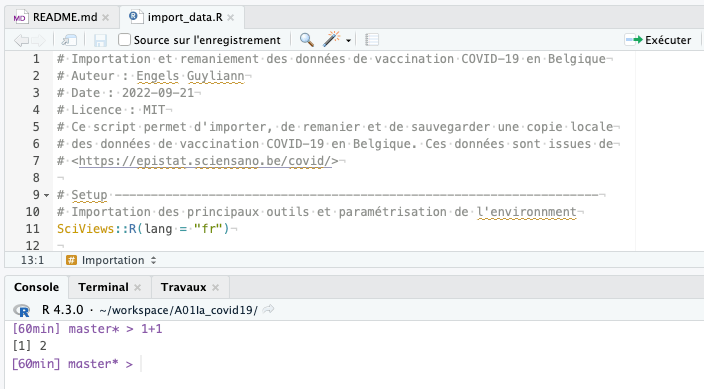 README.md
import_data.R
Source sur l'enregistrement
Exécuter
1 # Importation et remaniement des données de vaccination COVID-19 en Belgique
2 # Auteur : Engels Guyliann
3 # Date : 2022-09-21
4 # Licence : MIT
5 # Ce script permet d'importer, de remanier et de sauvegarder une copie locale
6 # des données de vaccination COVID-19 en Belgique. Ces données sont issues de
7 # <https://epistat.sciensano.be/covid/>
8
9 # Setup -------------------------------------------------------------------
10 # Importation des principaux outils et paramétrisation de l'environnment
11 SciViews::R(lang = "fr")
12
13:1 # Importation
Console Terminal Travaux
R 4.3.0 · ~/workspace/A01Ia_covid19/
[60min] master* > 1+1
[1] 2
[60min] master* >